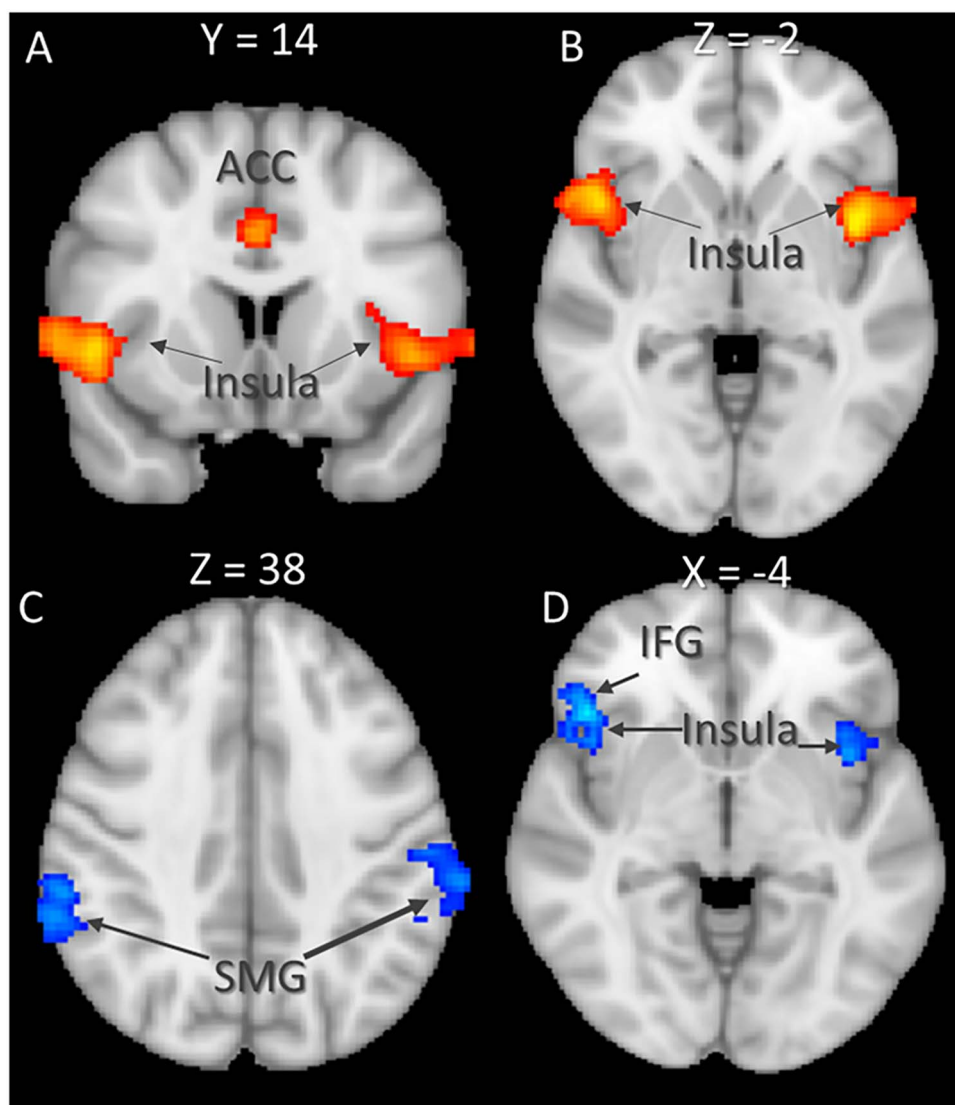 A
Y = 14
ACC
Insula
B
Z = -2
Insula
C
Z = 38
SMG
D
X = -4
IFG
Insula